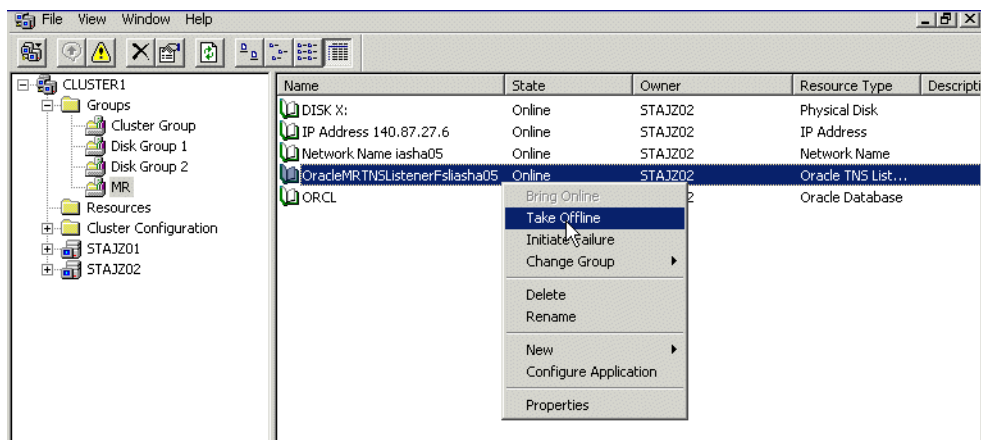 File View Window Help
CLUSTER1
Groups
Cluster Group
Disk Group 1
Disk Group 2
MR
Resources
Cluster Configuration
STAJZ01
STAJZ02
Name State Owner Resource Type Descripti
DISK X: Online STAJZ02 Physical Disk
IP Address 140.87.27.6 Online STAJZ02 IP Address
Network Name iasha05 Online STAJZ02 Network Name
OracleMRTNSListenerFsliasha05 Online STAJZ02 Oracle TNS List...
ORCL 2 Oracle Database
Bring Online
Take Offline
Initiate Failure
Change Group
Delete
Rename
New
Configure Application
Properties